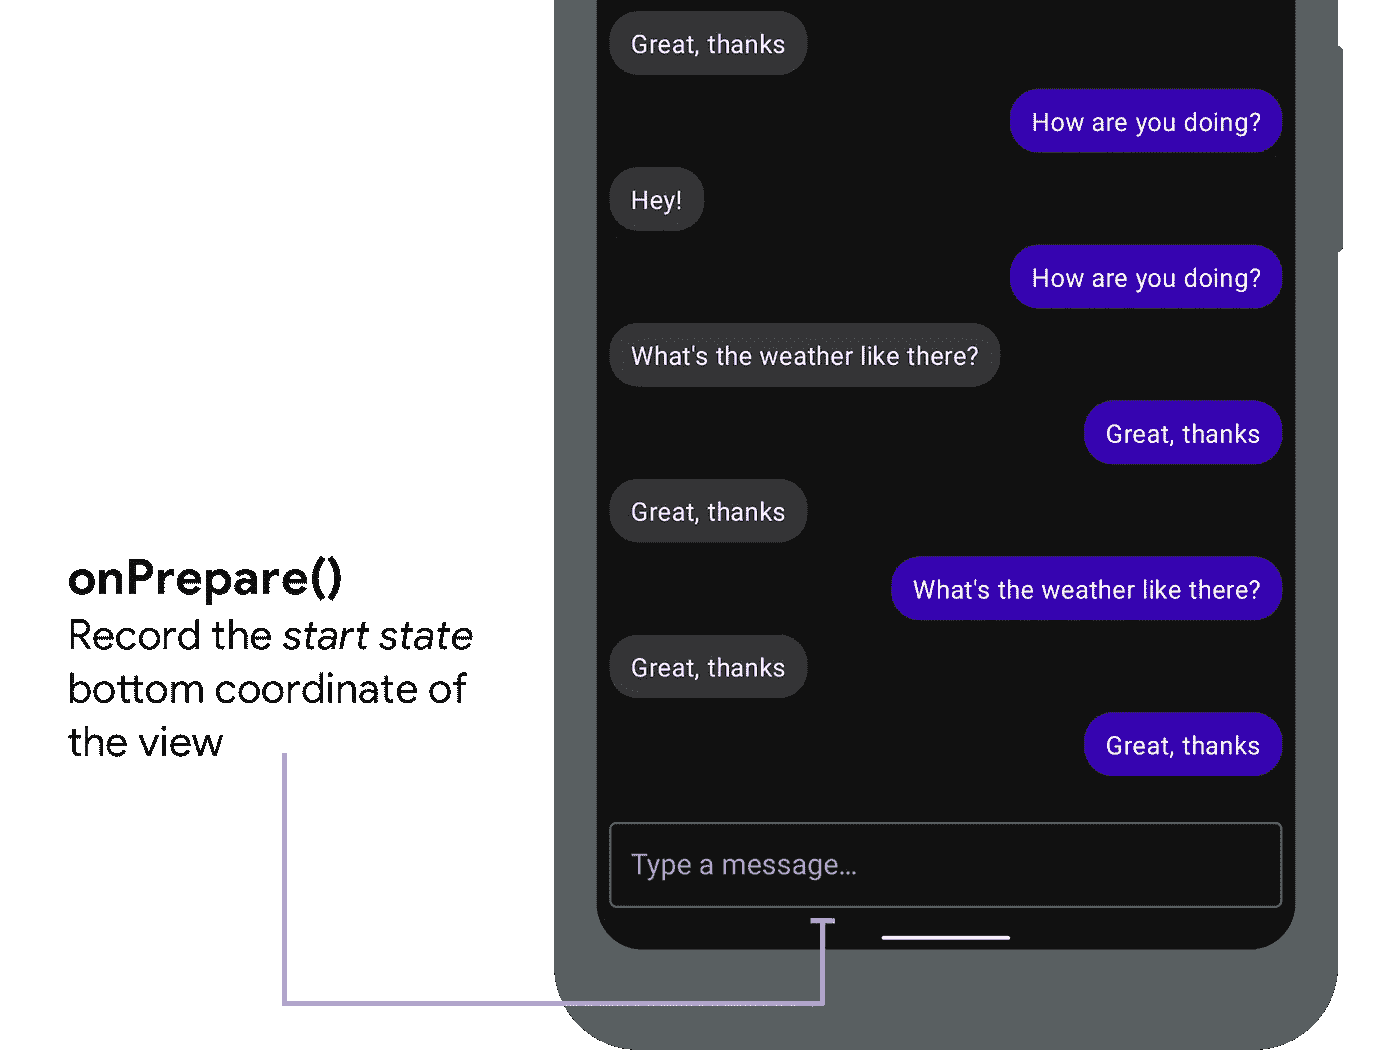 Great, thanks
How are you doing?
Hey!
How are you doing?
What's the weather like there?
Great, thanks
Great, thanks
What's the weather like there?
Great, thanks
Great, thanks
Type a message...
onPrepare()
Record the start state
bottom coordinate of
the view